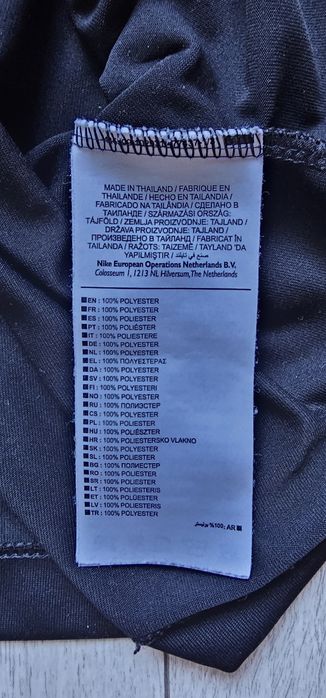 MADE IN THAILAND / FABRIQUE EN
THAILANDE / HECHO EN TAILANDIA /
FABRICADO NA TAILÂNDIA / СДЕЛАНО В
ТАИЛАНДЕ / SZÁRMAZÁSI ORSZÁG:
TÁJFÖLD / ZEMLJA PROIZVODNJE: TAJLAND /
DRŽAVA PROIZVODNJE: TAJLAND /
ПРОИЗВЕДЕНО В ТАЙЛАНД / FABRICAT ÎN
TAILANDA / RAŽOTS: TAIZEMĒ / TAYLAND'DA
YAPILMIŞTIR / صنع في تايلند
Nike European Operations Netherlands B.V.
Colosseum 1, 1213 NL Hilversum, The Netherlands
EN : 100% POLYESTER
FR : 100% POLYESTER
ES : 100% POLIÉSTER
PT : 100% POLIÉSTER
IT : 100% POLIESTERE
DE : 100% POLYESTER
NL : 100% POLYESTER
EL : 100% ΠΟΛΥΕΣΤΕΡΑΣ
DA : 100% POLYESTER
SV : 100% POLYESTER
FI : 100% POLYESTERI
NO : 100% POLYESTER
RU : 100% ПОЛИЭСТЕР
CS : 100% POLYESTER
PL : 100% POLIESTER
HU : 100% POLIÉSZTER
HR : 100% POLIESTERSKO VLAKNO
SK : 100% POLYESTER
SL : 100% POLIESTER
BG : 100% ПОЛИЕСТЕР
RO : 100% POLIESTER
SR : 100% POLIESTER
LT : 100% POLIESTERIS
ET : 100% POLÜESTER
LV : 100% POLIESTERIS
TR : 100% POLYESTER
AR : %100 بوليستر